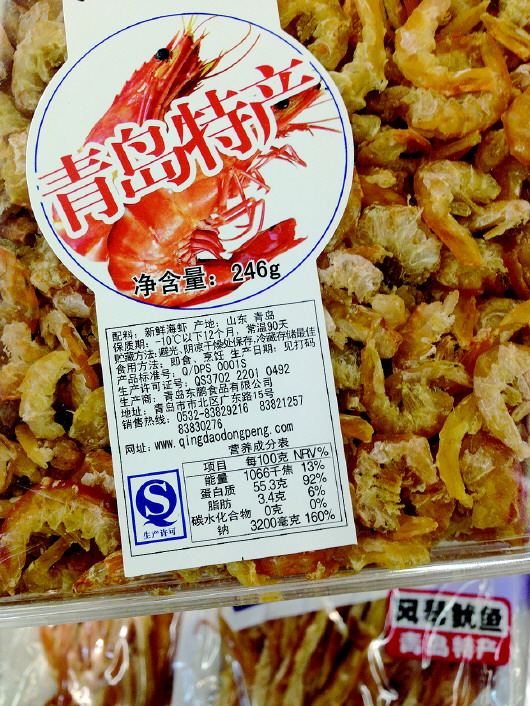 青岛特产
净含量：246g
配料：新鲜海虾 产地：山东 青岛
保质期：-10℃以下12个月，常温90天
贮藏方法：避光、阴凉干燥处保存，冷藏存储最佳
食用方法：即食、烹饪 生产日期：见打码
产品标准号：Q/DPS 0001S
生产许可证号：QS3702 2201 0492
生产商：青岛东鹏食品有限公司
地址：青岛市市北区广东路15号
销售热线：0532-83829216 83821257
83830276
网址：www.qingdaodongpeng.com
营养成分表
项目 每100克 NRV%
能量 1066千焦 13%
蛋白质 55.3克 92%
脂肪 3.4克 6%
碳水化合物 0克 0%
钠 3200毫克 160%
生产许可
鱿鱼
青岛特产